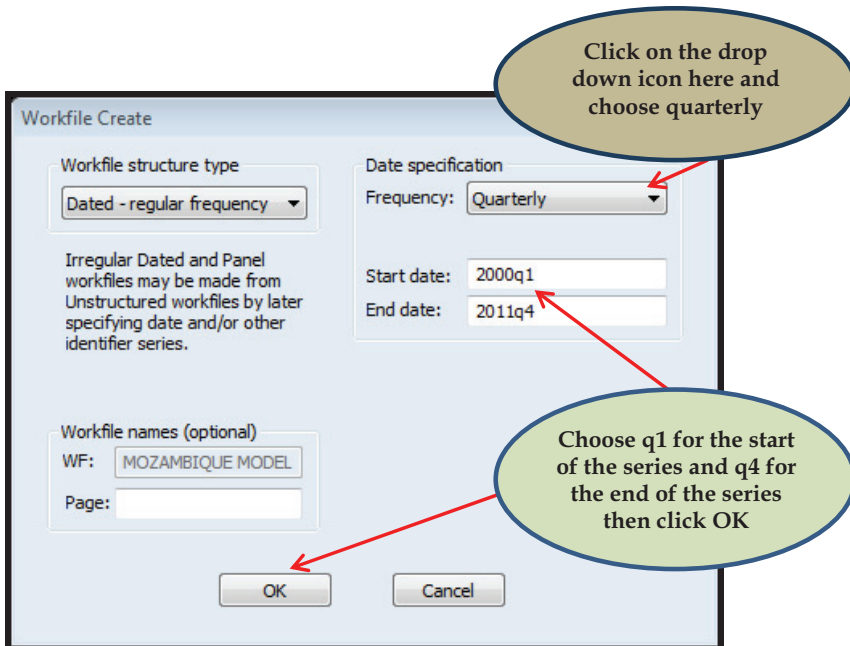 Click on the drop
down icon here and
choose quarterly
Workfile Create
Workfile structure type
Dated - regular frequency
Irregular Dated and Panel
workfiles may be made from
Unstructured workfiles by later
specifying date and/or other
identifier series.
Date specification
Frequency: Quarterly
Start date: 2000q1
End date: 2011q4
Workfile names (optional)
WF: MOZAMBIQUE MODEL
Page:
Choose q1 for the start
of the series and q4 for
the end of the series
then click OK
OK
Cancel